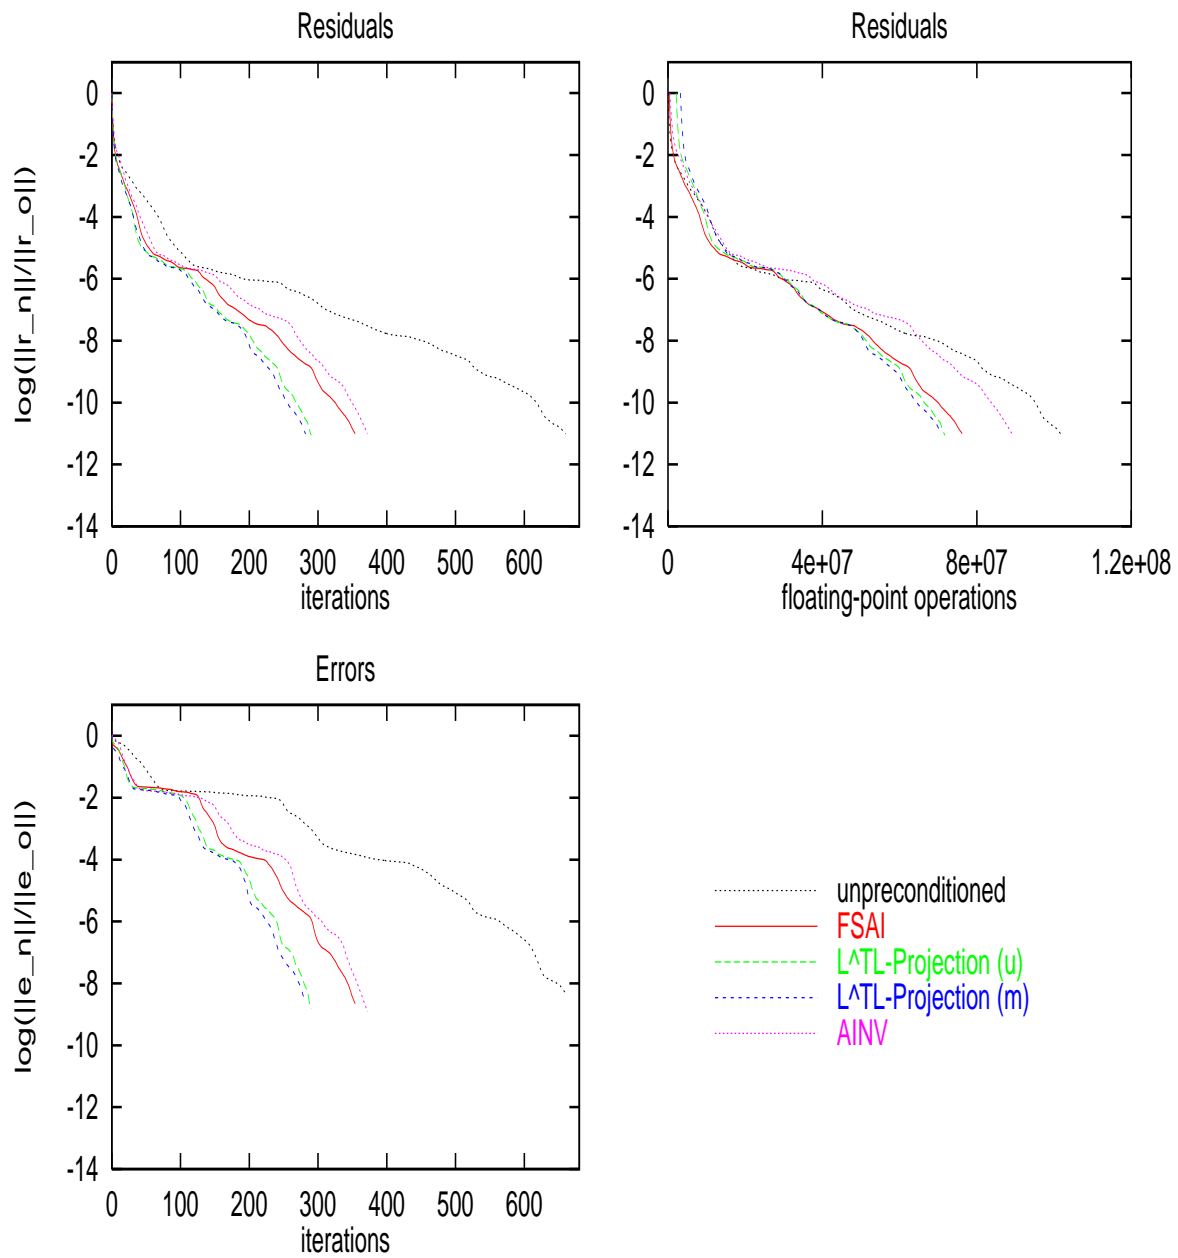 Residuals
Residuals
log(||r_n||/||r_o||)
0
-2
-4
-6
-8
-10
-12
-14
0 100 200 300 400 500 600
iterations
0
-2
-4
-6
-8
-10
-12
-14
0 4e+07 8e+07 1.2e+08
floating-point operations
Errors
log(||e_n||/||e_o||)
0
-2
-4
-6
-8
-10
-12
-14
0 100 200 300 400 500 600
iterations
unpreconditioned
FSAI
L^TL-Projection (u)
L^TL-Projection (m)
AINV